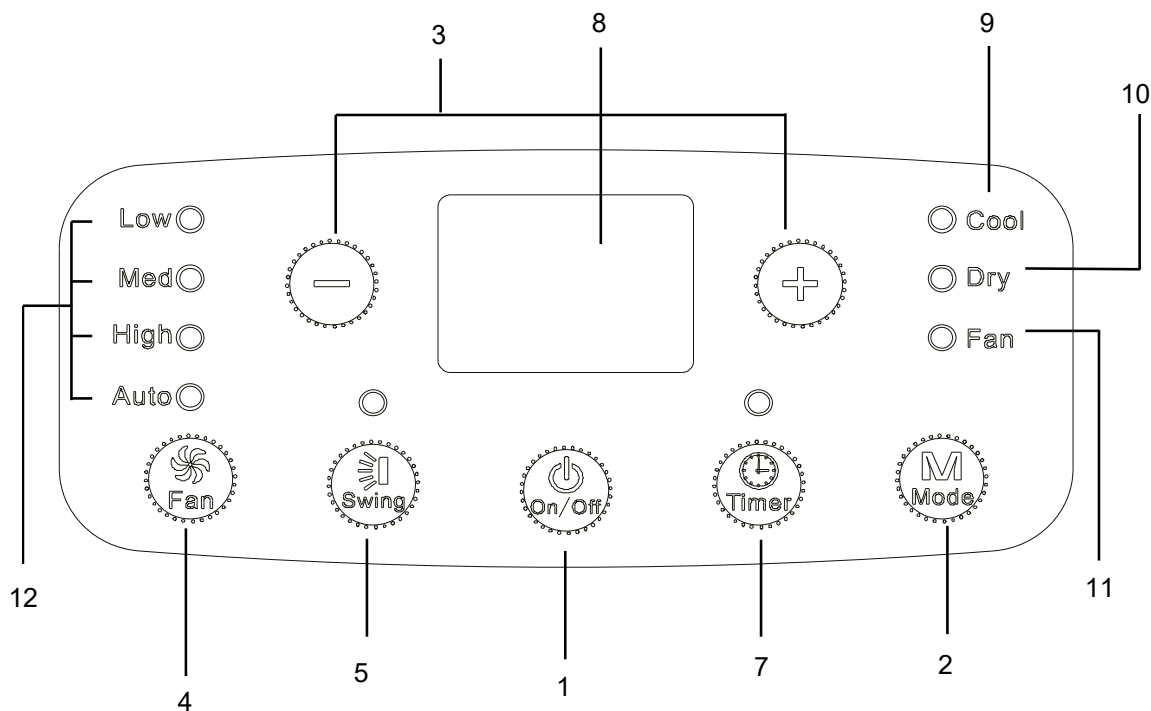 3
8
9
10
Low
Cool
Med
Dry
High
Fan
Auto
12
11
Fan
Swing
On/Off
Timer
M
Mode
4
5
1
7
2